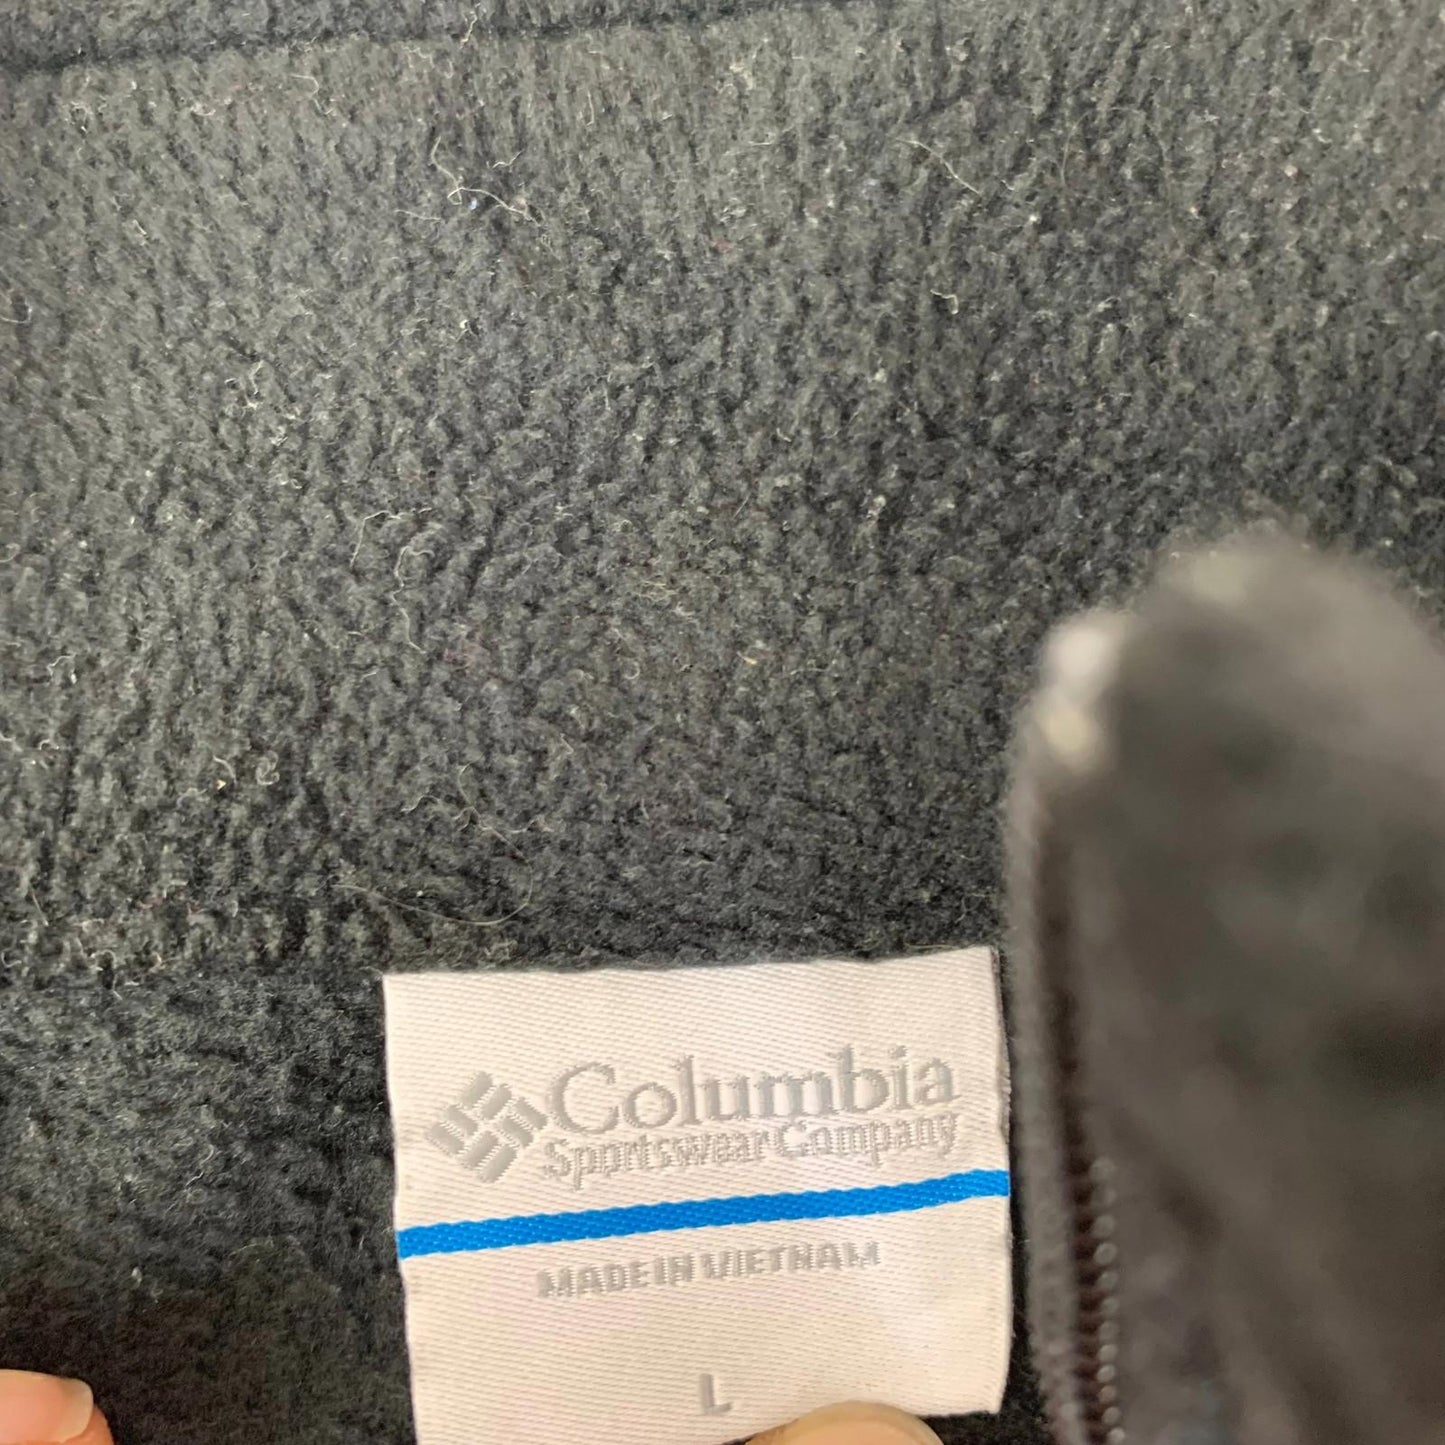 Columbia
Sportswear Company
MADE IN VIETNAM
L